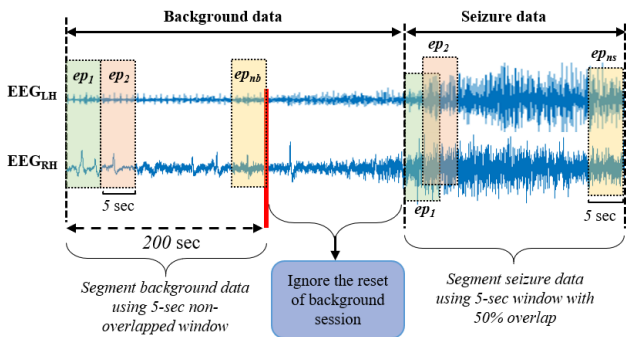 Background data
Seizure data
ep1
ep2
epnb
ep2
epns
EEGLH
EEGRH
5 sec
ep1
5 sec
200 sec
Segment background data
using 5-sec non-
overlapped window
Ignore the reset
of background
session
Segment seizure data
using 5-sec window with
50% overlap